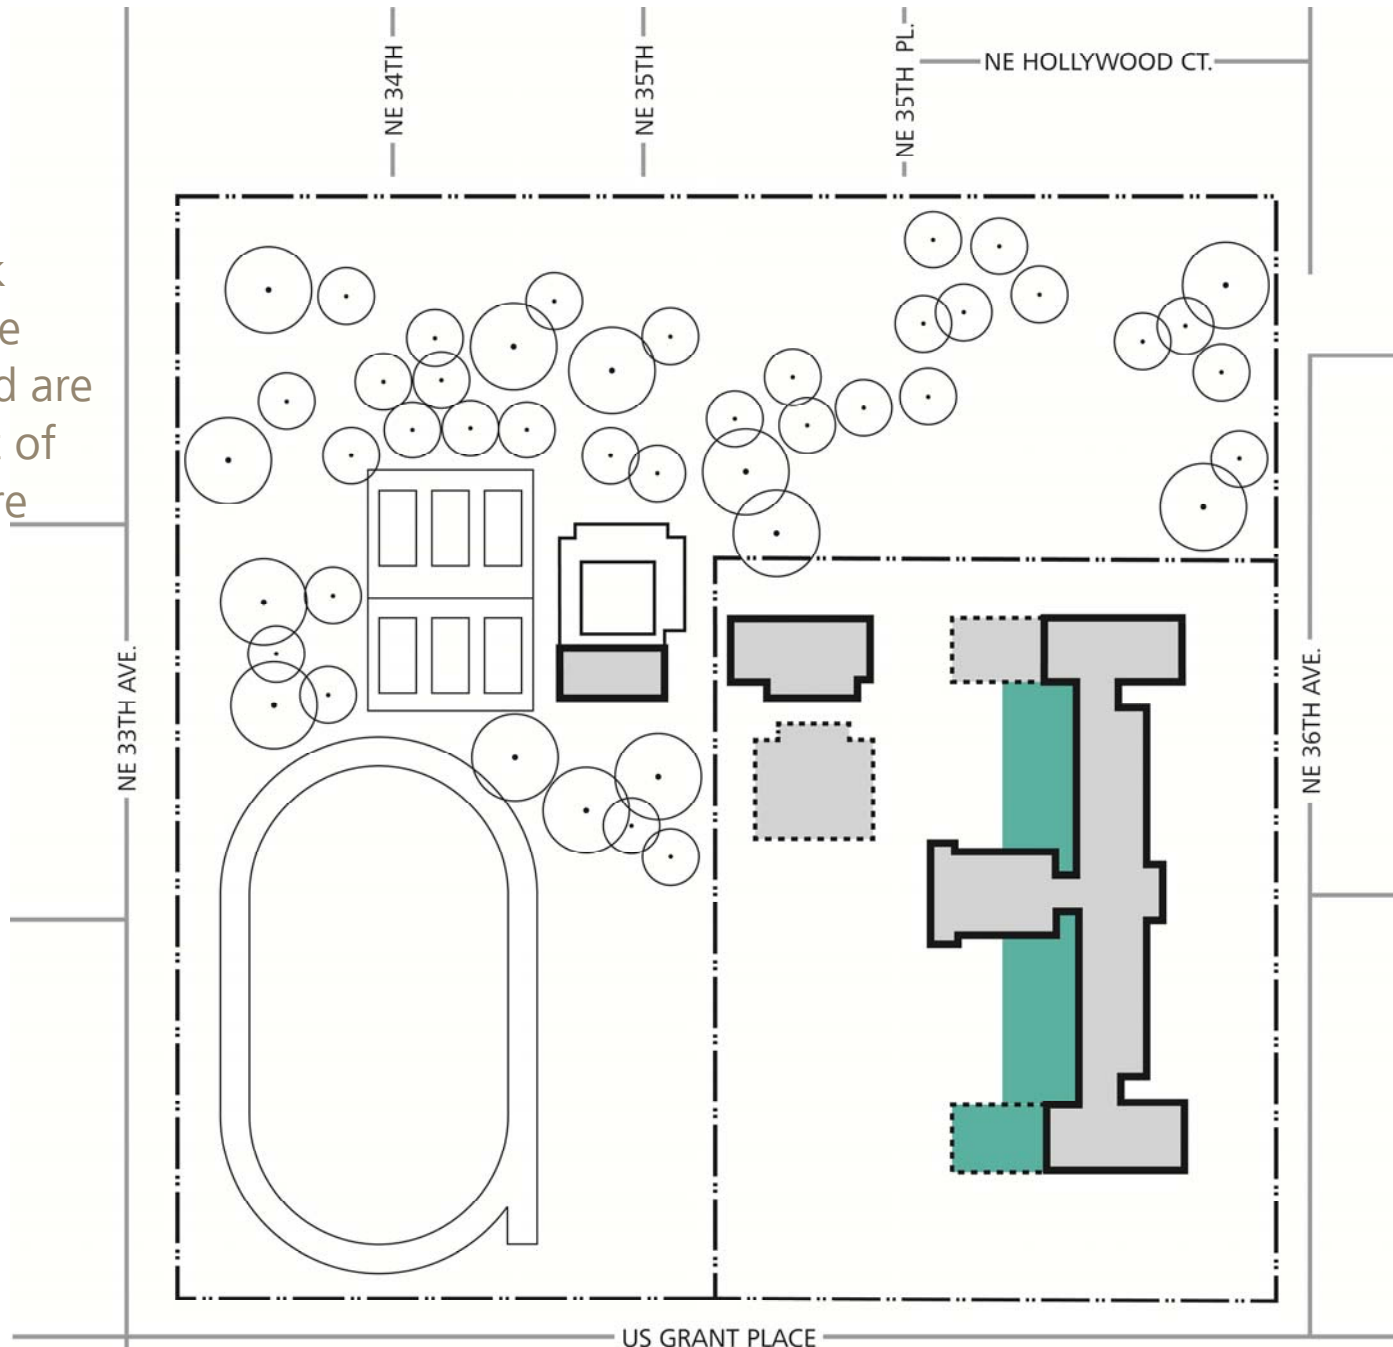 NE 34TH
NE 35TH
NE 35TH PL.
NE HOLLYWOOD CT.
k
e
d are
t of
re
NE 33TH AVE.
NE 36TH AVE.
US GRANT PLACE